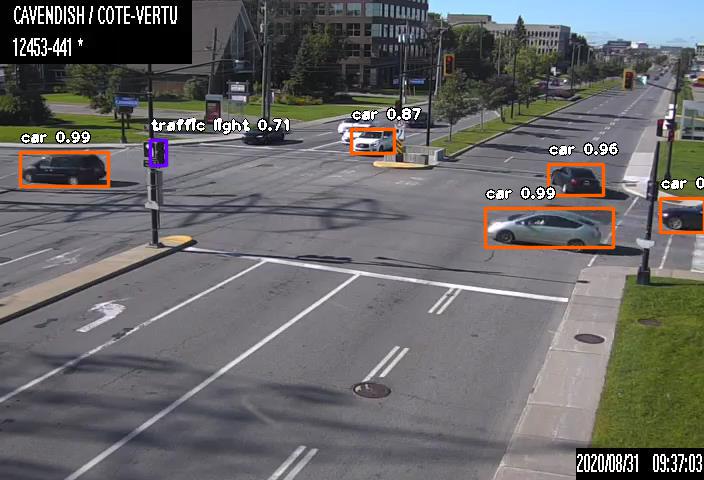 CAVENDISH / COTE-VERTU
12453-441 *
traffic light 0.71
car 0.87
car 0.99
car 0.96
car 0.99
car 0
2020/08/31 09:37:03